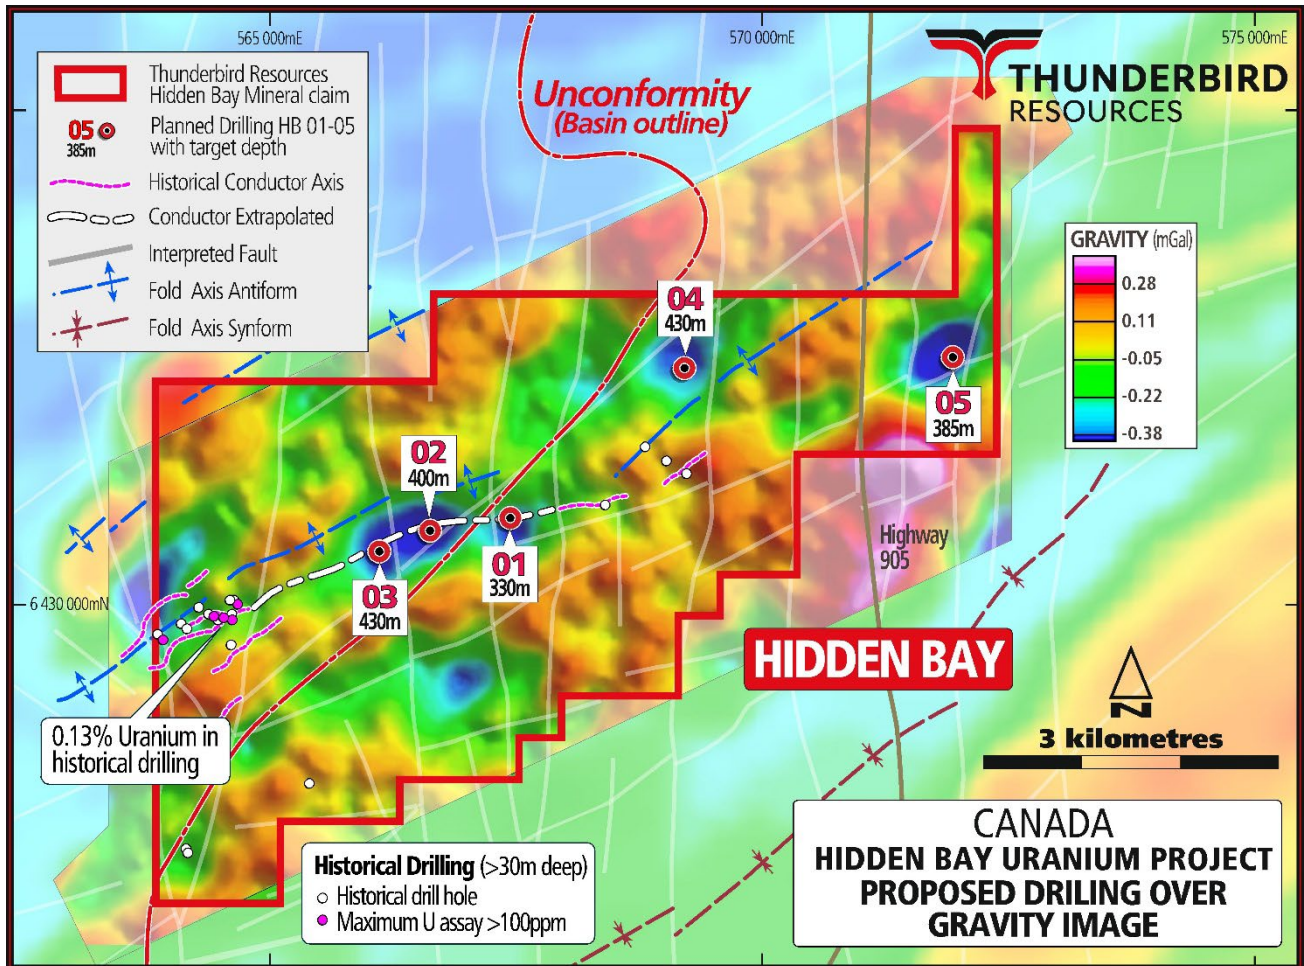 565 000mE
570 000mE
575 000mE
Thunderbird Resources
Hidden Bay Mineral claim
05
385m
Planned Drilling HB 01-05
with target depth
Historical Conductor Axis
Conductor Extrapolated
Interpreted Fault
Fold Axis Antiform
Fold Axis Synform
Unconformity
(Basin outline)
THUNDERBIRD
RESOURCES
GRAVITY (mGal)
0.28
0.11
-0.05
-0.22
-0.38
04
430m
05
385m
02
400m
01
330m
03
430m
Highway
905
6 430 000mN
HIDDEN BAY
0.13% Uranium in
historical drilling
N
3 kilometres
Historical Drilling (>30m deep)
Historical drill hole
Maximum U assay >100ppm
CANADA
HIDDEN BAY URANIUM PROJECT
PROPOSED DRILING OVER
GRAVITY IMAGE